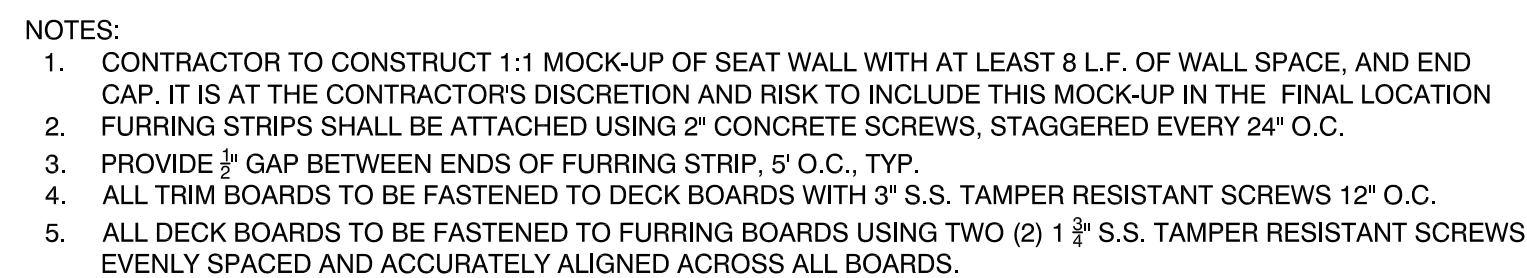 NOTES:
1. CONTRACTOR TO CONSTRUCT 1:1 MOCK-UP OF SEAT WALL WITH AT LEAST 8 L.F. OF WALL SPACE, AND END
CAP. IT IS AT THE CONTRACTOR'S DISCRETION AND RISK TO INCLUDE THIS MOCK-UP IN THE FINAL LOCATION
2. FURRING STRIPS SHALL BE ATTACHED USING 2" CONCRETE SCREWS, STAGGERED EVERY 24" O.C.
3. PROVIDE ½" GAP BETWEEN ENDS OF FURRING STRIP, 5' O.C., TYP.
4. ALL TRIM BOARDS TO BE FASTENED TO DECK BOARDS WITH 3" S.S. TAMPER RESISTANT SCREWS 12" O.C.
5. ALL DECK BOARDS TO BE FASTENED TO FURRING BOARDS USING TWO (2) 1 ¾" S.S. TAMPER RESISTANT SCREWS
EVENLY SPACED AND ACCURATELY ALIGNED ACROSS ALL BOARDS.